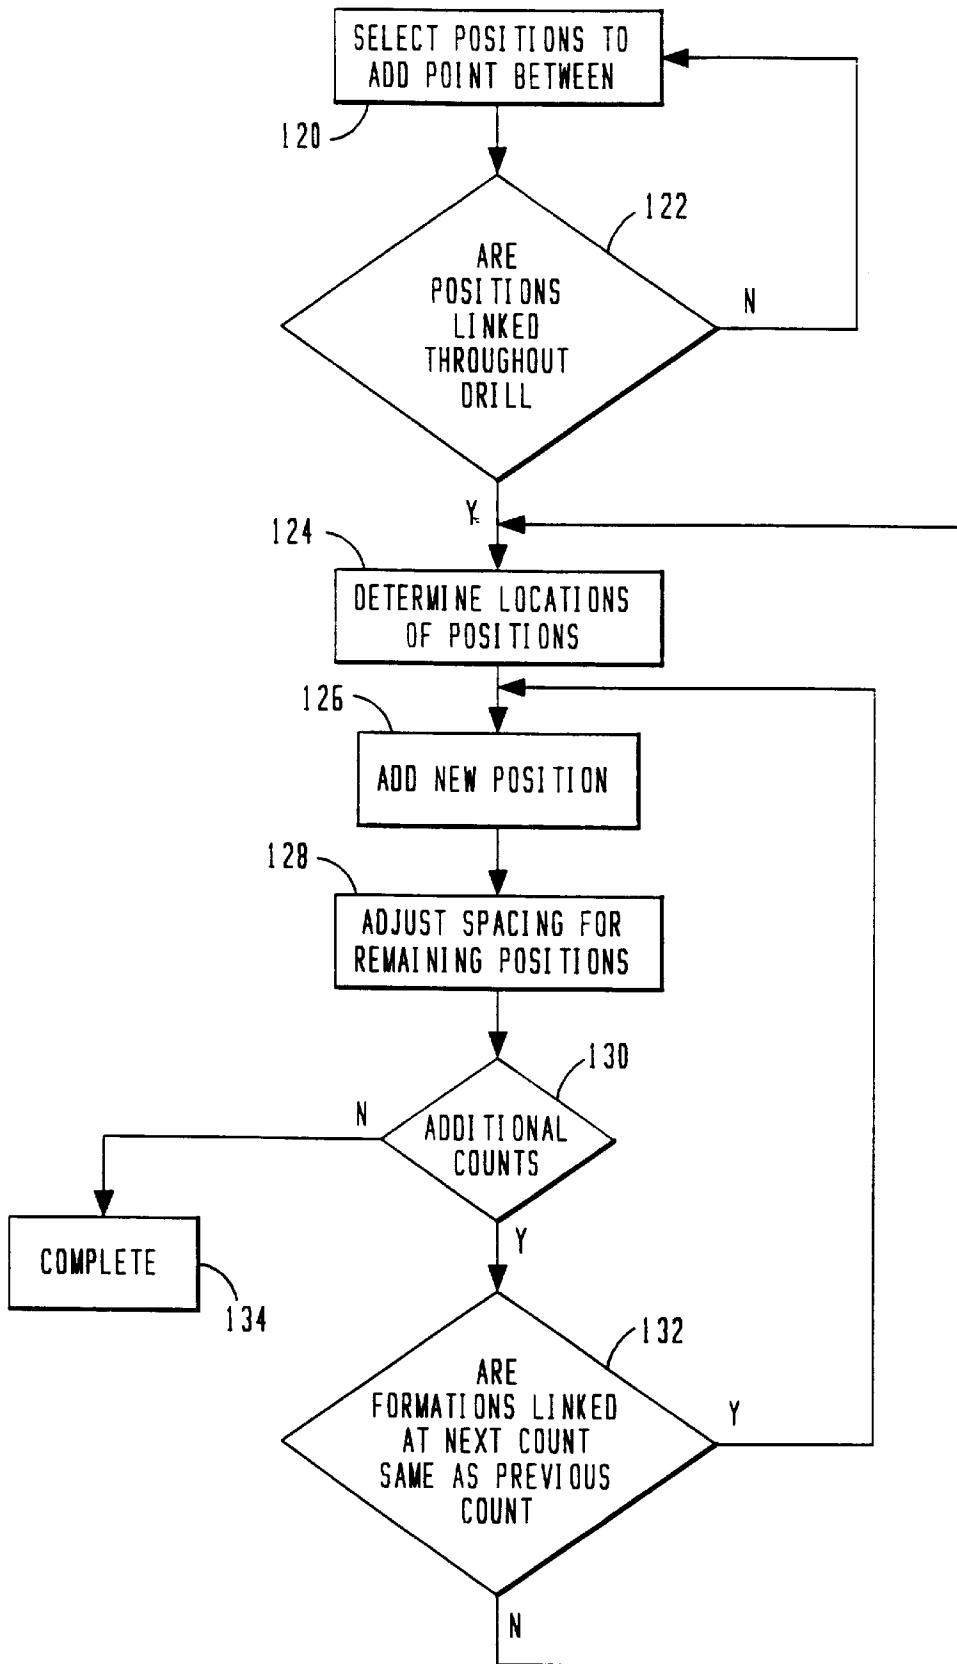 SELECT POSITIONS TO
ADD POINT BETWEEN
120
122
ARE
POSITIONS
LINKED
THROUGHOUT
DRILL
N
Y
124
DETERMINE LOCATIONS
OF POSITIONS
126
ADD NEW POSITION
128
ADJUST SPACING FOR
REMAINING POSITIONS
130
N
ADDITIONAL
COUNTS
Y
COMPLETE
134
132
ARE
FORMATIONS LINKED
AT NEXT COUNT
SAME AS PREVIOUS
COUNT
Y
N